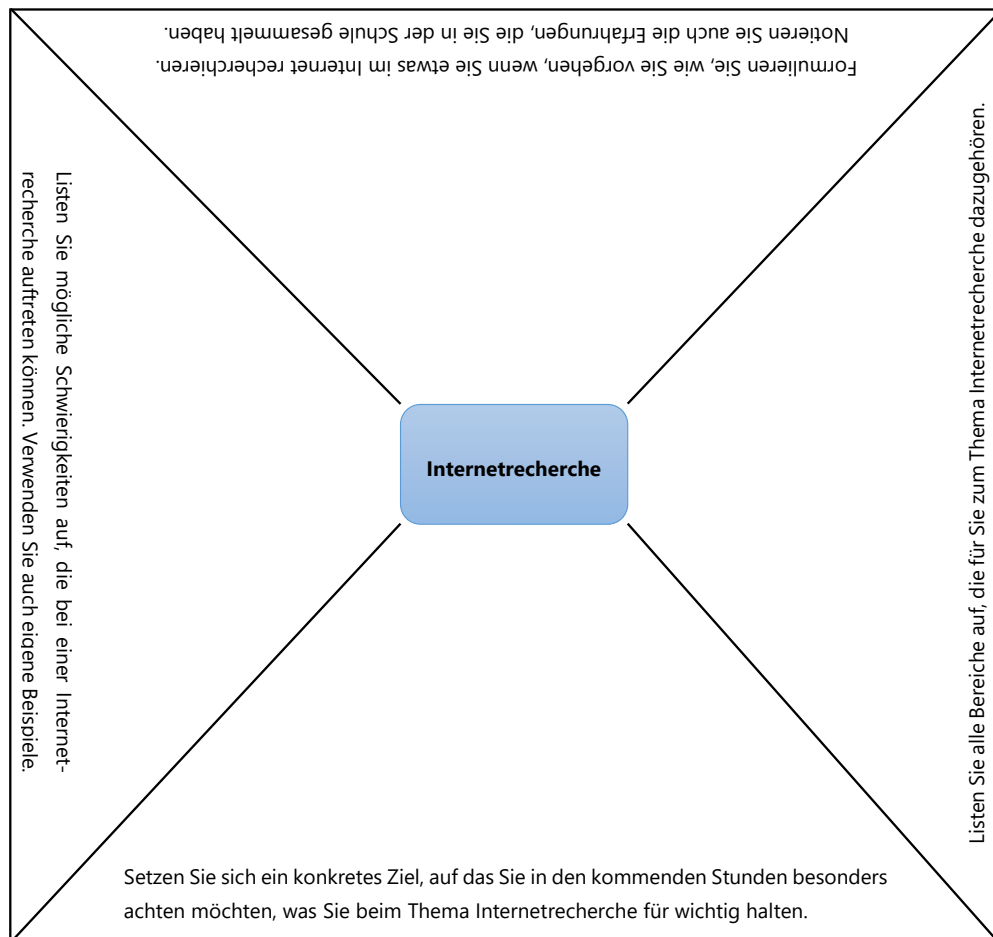 Formulieren Sie, wie Sie vorgehen, wenn Sie etwas im Internet recherchieren.
Notieren Sie auch die Erfahrungen, die Sie in der Schule gesammelt haben.
Listen Sie mögliche Schwierigkeiten auf, die bei einer Internet-
recherche auftreten können. Verwenden Sie auch eigene Beispiele.
Internetrecherche
Listen Sie alle Bereiche auf, die für Sie zum Thema Internetrecherche dazugehören.
Setzen Sie sich ein konkretes Ziel, auf das Sie in den kommenden Stunden besonders
achten möchten, was Sie beim Thema Internetrecherche für wichtig halten.